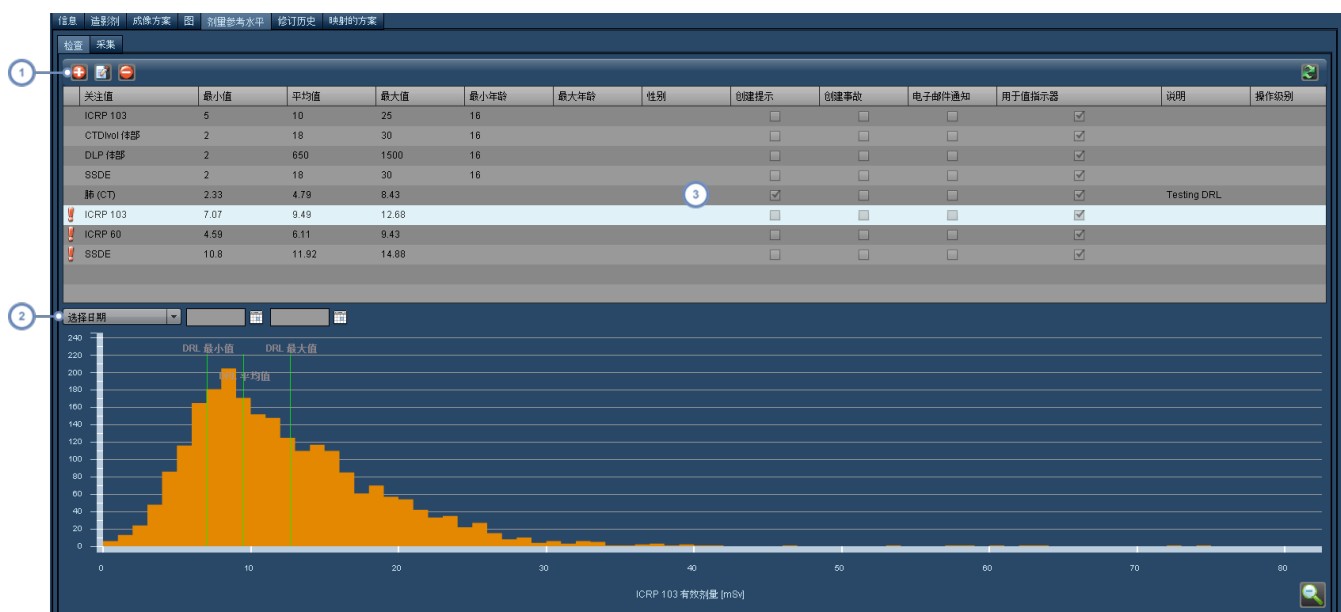 信息 造影剂 成像方案 图 剂量参考水平 修订历史 映射的方案
检查 采集
1
关注值 最小值 平均值 最大值 最小年龄 最大年龄 性别 创建提示 创建事故 电子邮件通知 用于值指示器 说明 操作级别
ICRP 103 5 10 25 16
CTDIvol 体部 2 18 30 16
DLP 体部 2 650 1500 16
SSDE 2 18 30 16
肺 (CT) 2.33 4.79 8.43 3 Testing DRL
ICRP 103 7.07 9.49 12.68
ICRP 60 4.59 6.11 9.43
SSDE 10.8 11.92 14.88
2 选择日期
DRL 最小值 DRL 最大值
平均值
240
220
200
180
160
140
120
100
80
60
40
20
0
0 10 20 30 40 50 60 70 80
ICRP 103 有效剂量 [mSv]